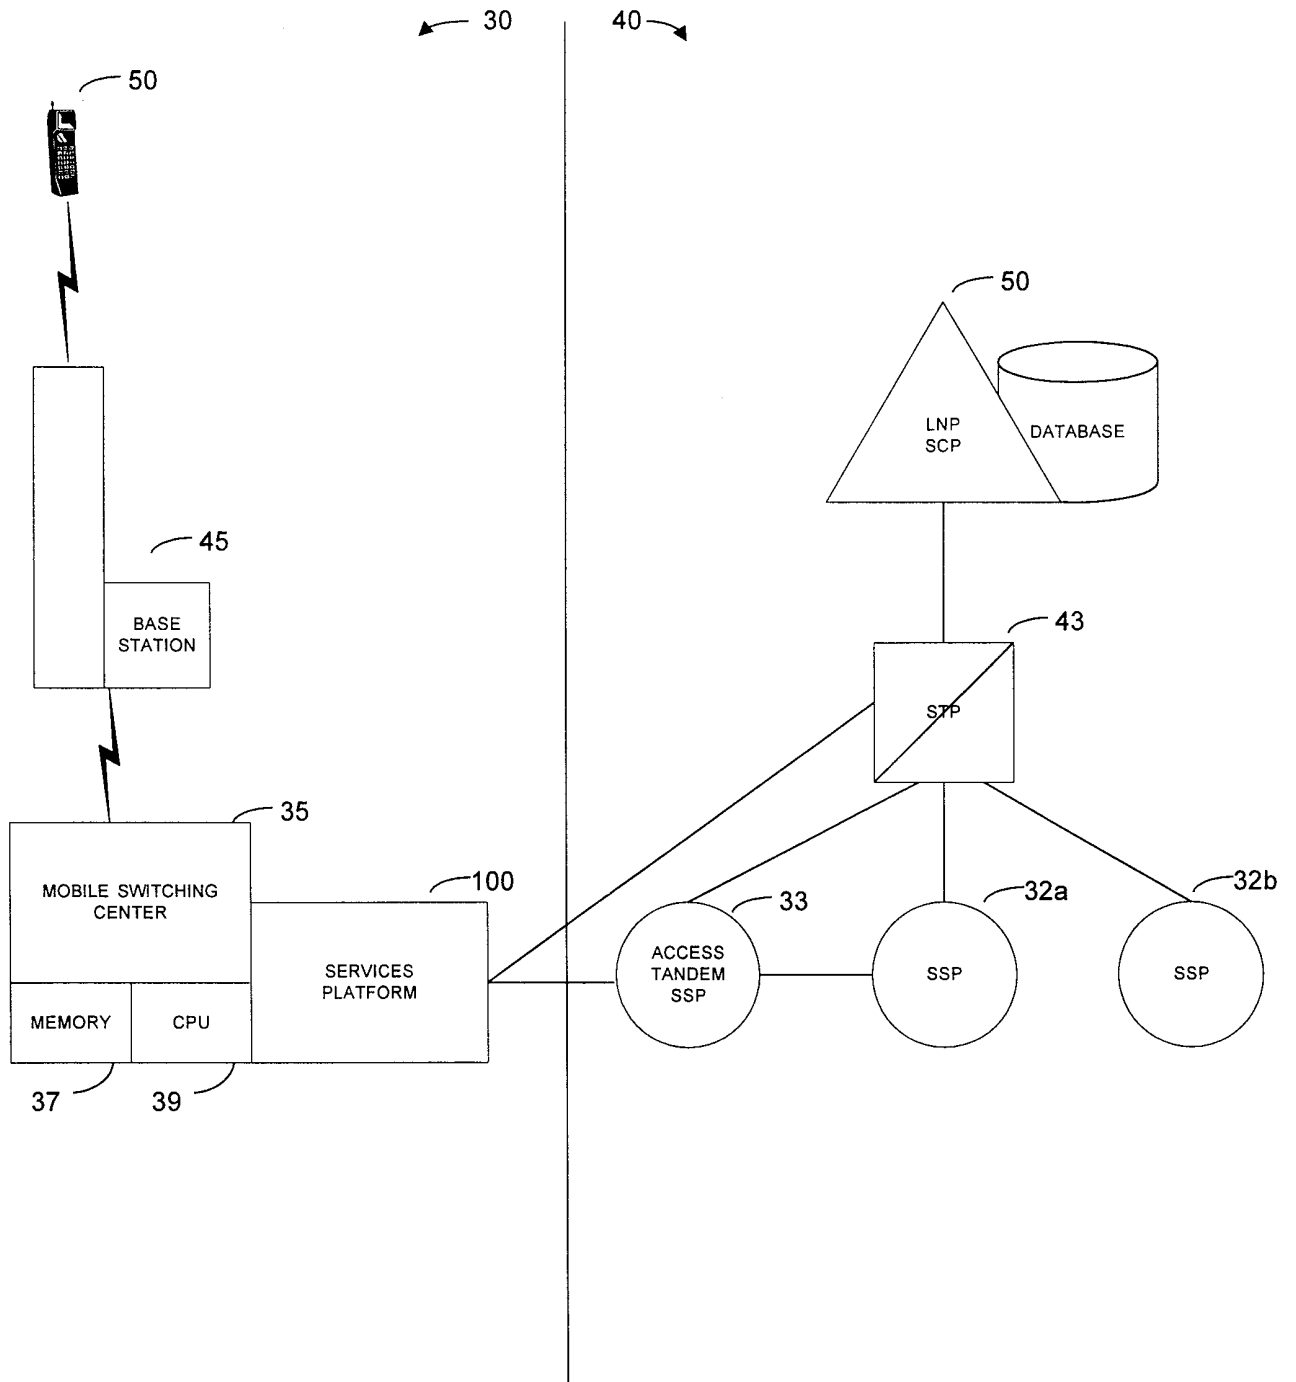 30
40
50
50
LNP
SCP
DATABASE
45
BASE
STATION
43
STP
35
MOBILE SWITCHING
CENTER
100
33
32a
32b
SERVICES
PLATFORM
ACCESS
TANDEM
SSP
SSP
SSP
MEMORY
CPU
37
39